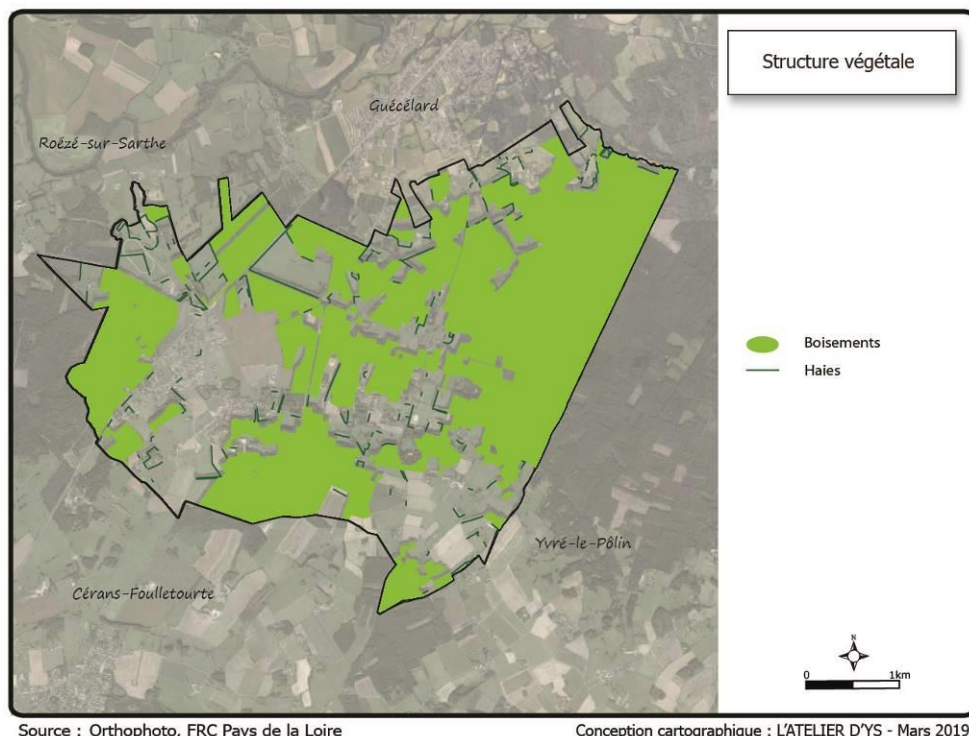 Structure végétale
Guécélard
Roëzé-sur-Sarthe
Boisements
Haies
Yvré-le-Pôlin
Cérans-Foulletourte
N
0 1km
Source : Orthophoto, FRC Pays de la Loire
Conception cartographique : L'ATELIER D'YS - Mars 2019